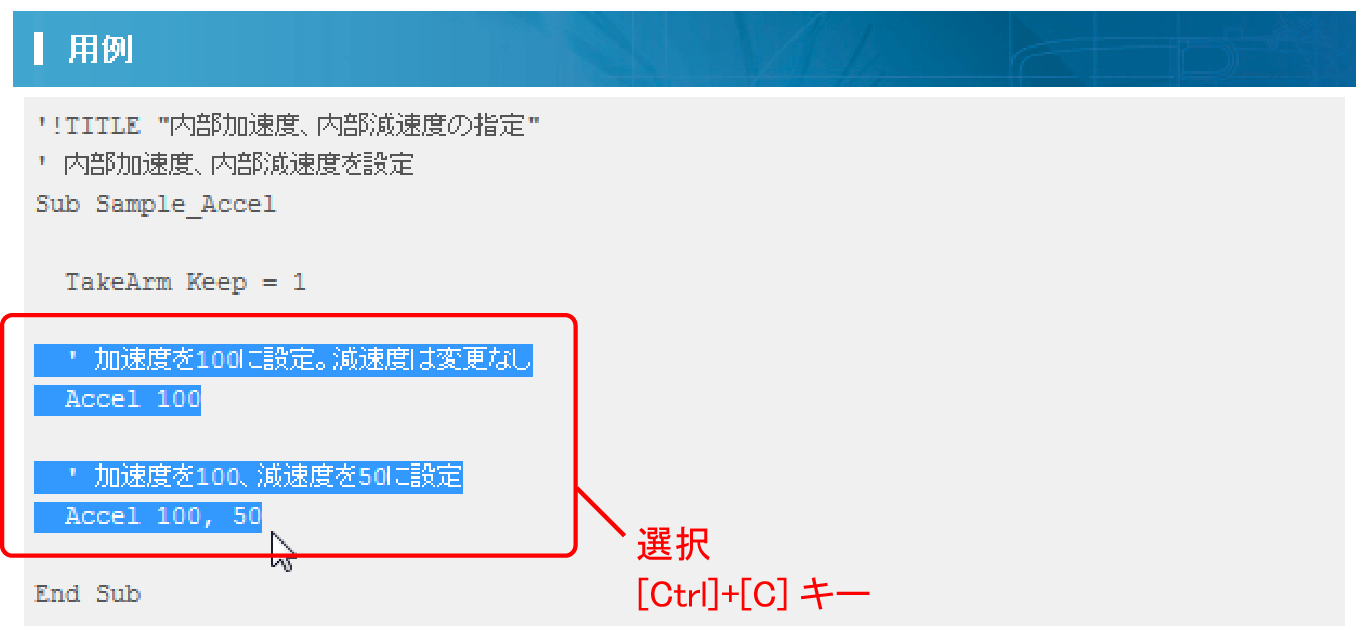 用例
'!TITLE "内部加速度、内部減速度の指定"
' 内部加速度、内部減速度を設定
Sub Sample_Accel
TakeArm Keep = 1
' 加速度を100に設定。減速度は変更なし
Accel 100
' 加速度を100、減速度を50に設定
Accel 100, 50
選択
[Ctrl]+[C] キー
End Sub